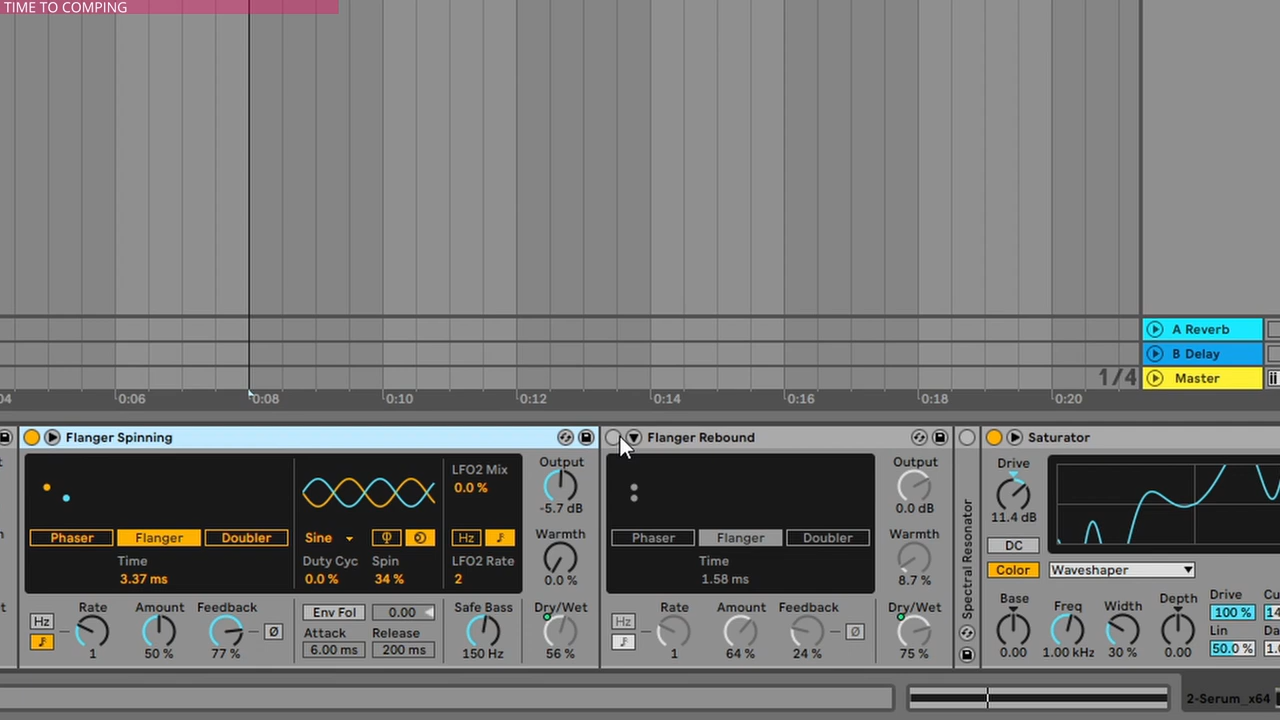 TIME TO COMPING
A Reverb
B Delay
1/4
Master
04
0:06
0:08
0:10
0:12
0:14
0:16
0:18
0:20
Flanger Spinning
Phaser
Flanger
Doubler
Time
3.37 ms
Hz
Rate
1
Amount
50 %
Feedback
77 %
Ø
Sine
Duty Cyc
0.0 %
Spin
34 %
Env Fol
0.00
Attack
6.00 ms
Release
200 ms
LFO2 Mix
0.0 %
Hz
LFO2 Rate
2
Safe Bass
150 Hz
Output
-5.7 dB
Warmth
0.0 %
Dry/Wet
56 %
Flanger Rebound
Phaser
Flanger
Doubler
Time
1.58 ms
Hz
Rate
1
Amount
64 %
Feedback
24 %
Ø
Output
0.0 dB
Warmth
8.7 %
Dry/Wet
75 %
Spectral Resonator
Saturator
Drive
11.4 dB
DC
Color
Waveshaper
Base
0.00
Freq
1.00 kHz
Width
30 %
Depth
0.00
Drive
100 %
Lin
50.0 %
Cu
14
Da
1.0
2-Serum_x64